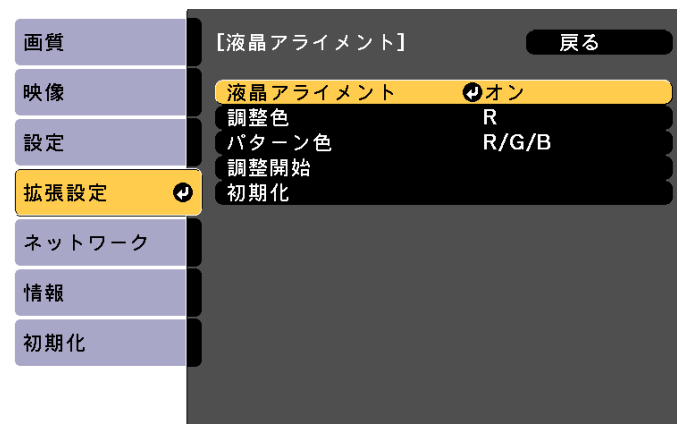 画質
映像
設定
拡張設定
ネットワーク
情報
初期化
[液晶アライメント] 戻る
液晶アライメント オン
調整色 R
パターン色 R/G/B
調整開始
初期化